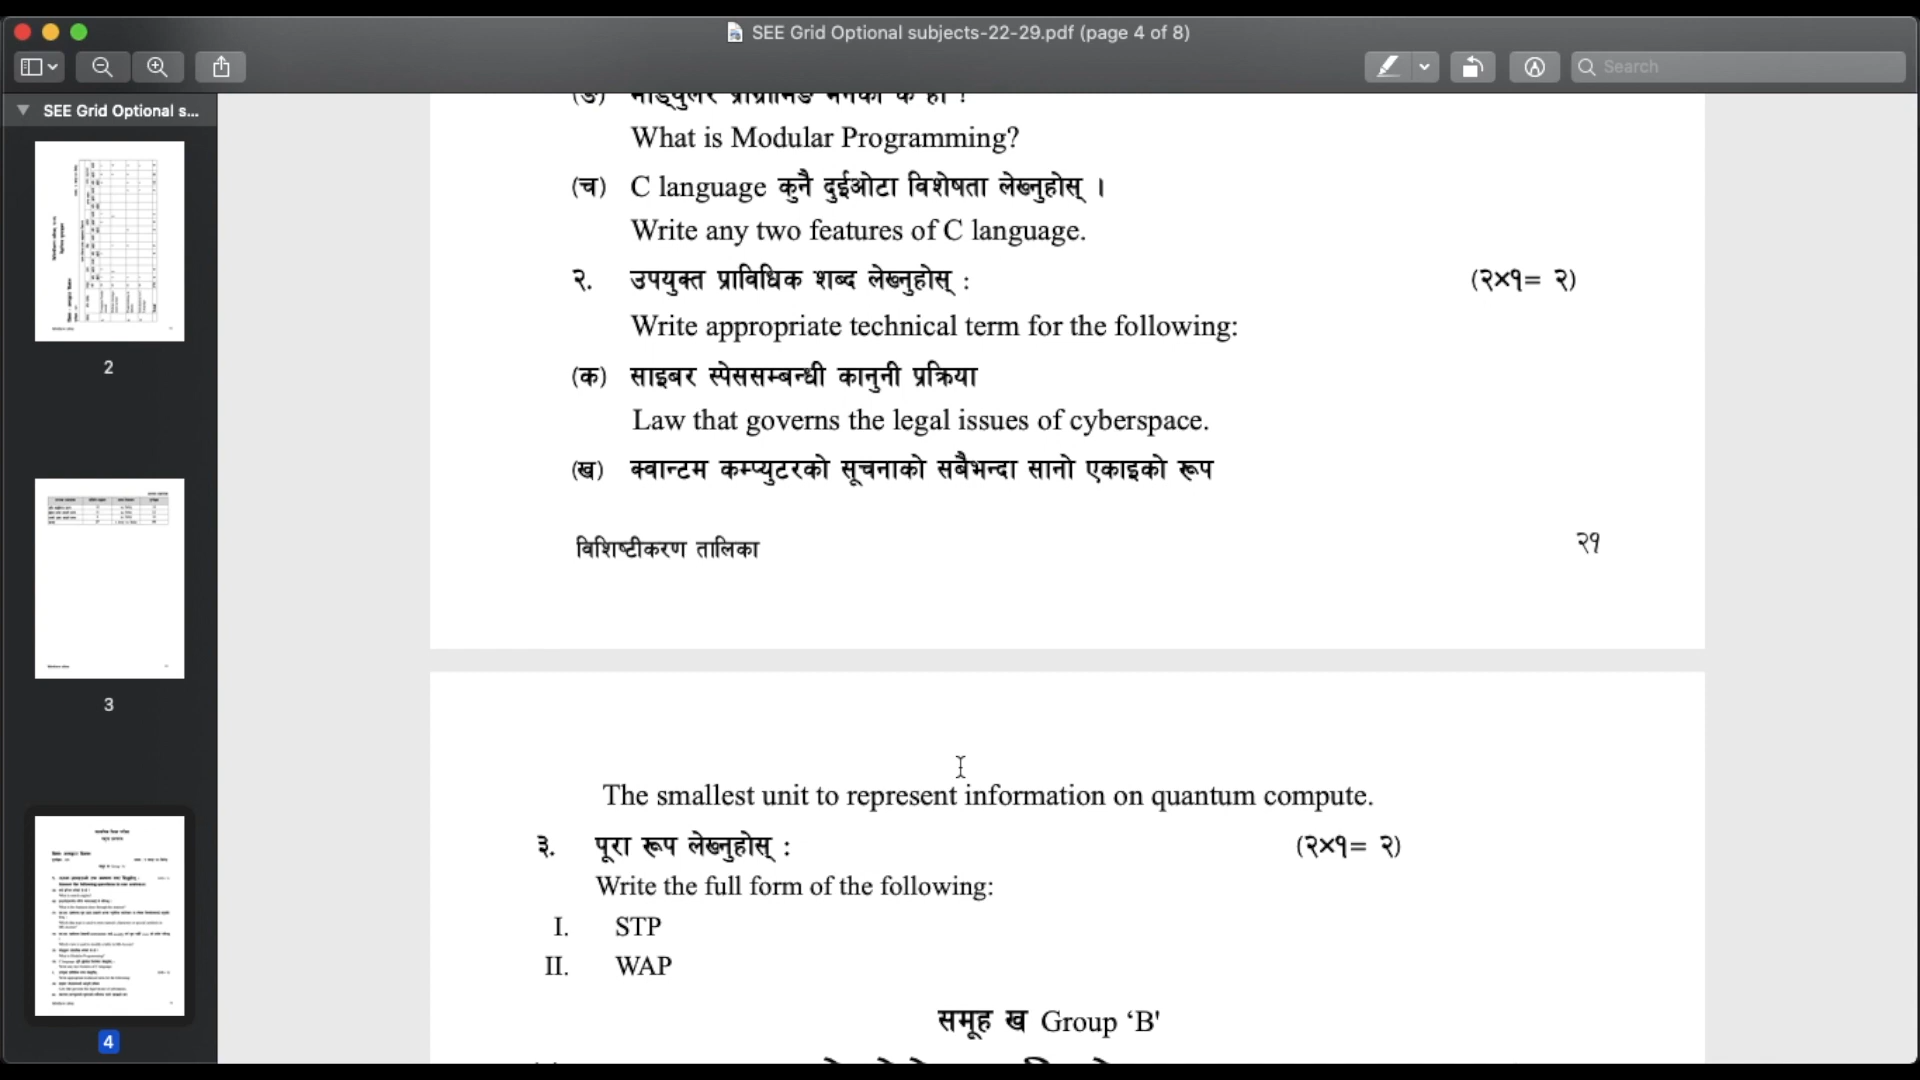 SEE Grid Optional subjects-22-29.pdf (page 4 of 8)
Search
SEE Grid Optional s...
2
3
4
What is Modular Programming?
(च) C language कुनै दुईओटा विशेषता लेख्नुहोस् ।
Write any two features of C language.
२. उपयुक्त प्राविधिक शब्द लेख्नुहोस् : (२×१= २)
Write appropriate technical term for the following:
(क) साइबर स्पेससम्बन्धी कानुनी प्रक्रिया
Law that governs the legal issues of cyberspace.
(ख) क्वान्टम कम्प्युटरको सूचनाको सबैभन्दा सानो एकाइको रूप
विशिष्टीकरण तालिका २१
The smallest unit to represent information on quantum compute.
३. पूरा रूप लेख्नुहोस् : (२×१= २)
Write the full form of the following:
I. STP
II. WAP
समूह ख Group ‘B'